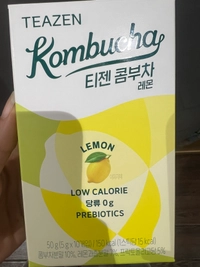 TEAZEN
Kombucha
티젠 콤부차
레몬
LEMON
LOW CALORIE
당류 0g
PREBIOTICS